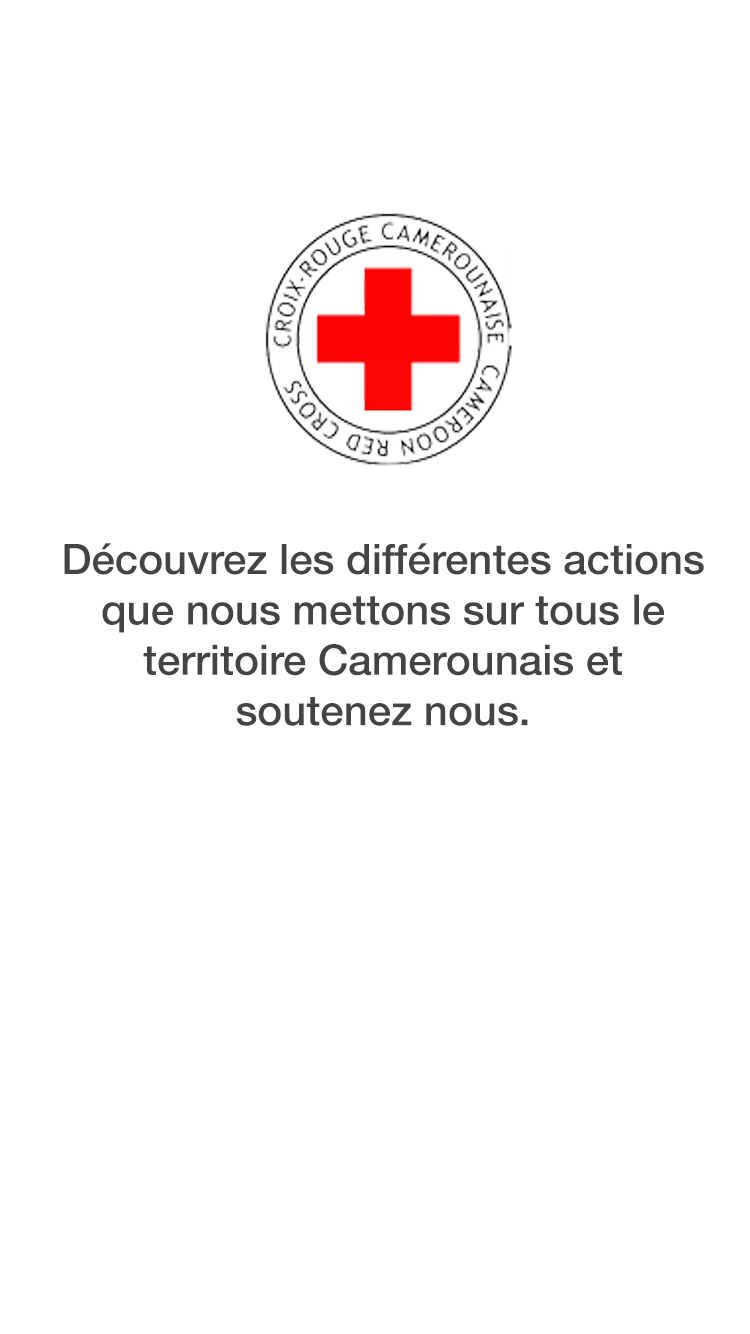 CROIX-ROUGE CAMEROUNAISE
CAMEROON RED CROSS
Découvrez les différentes actions
que nous mettons sur tous le
territoire Camerounais et
soutenez nous.